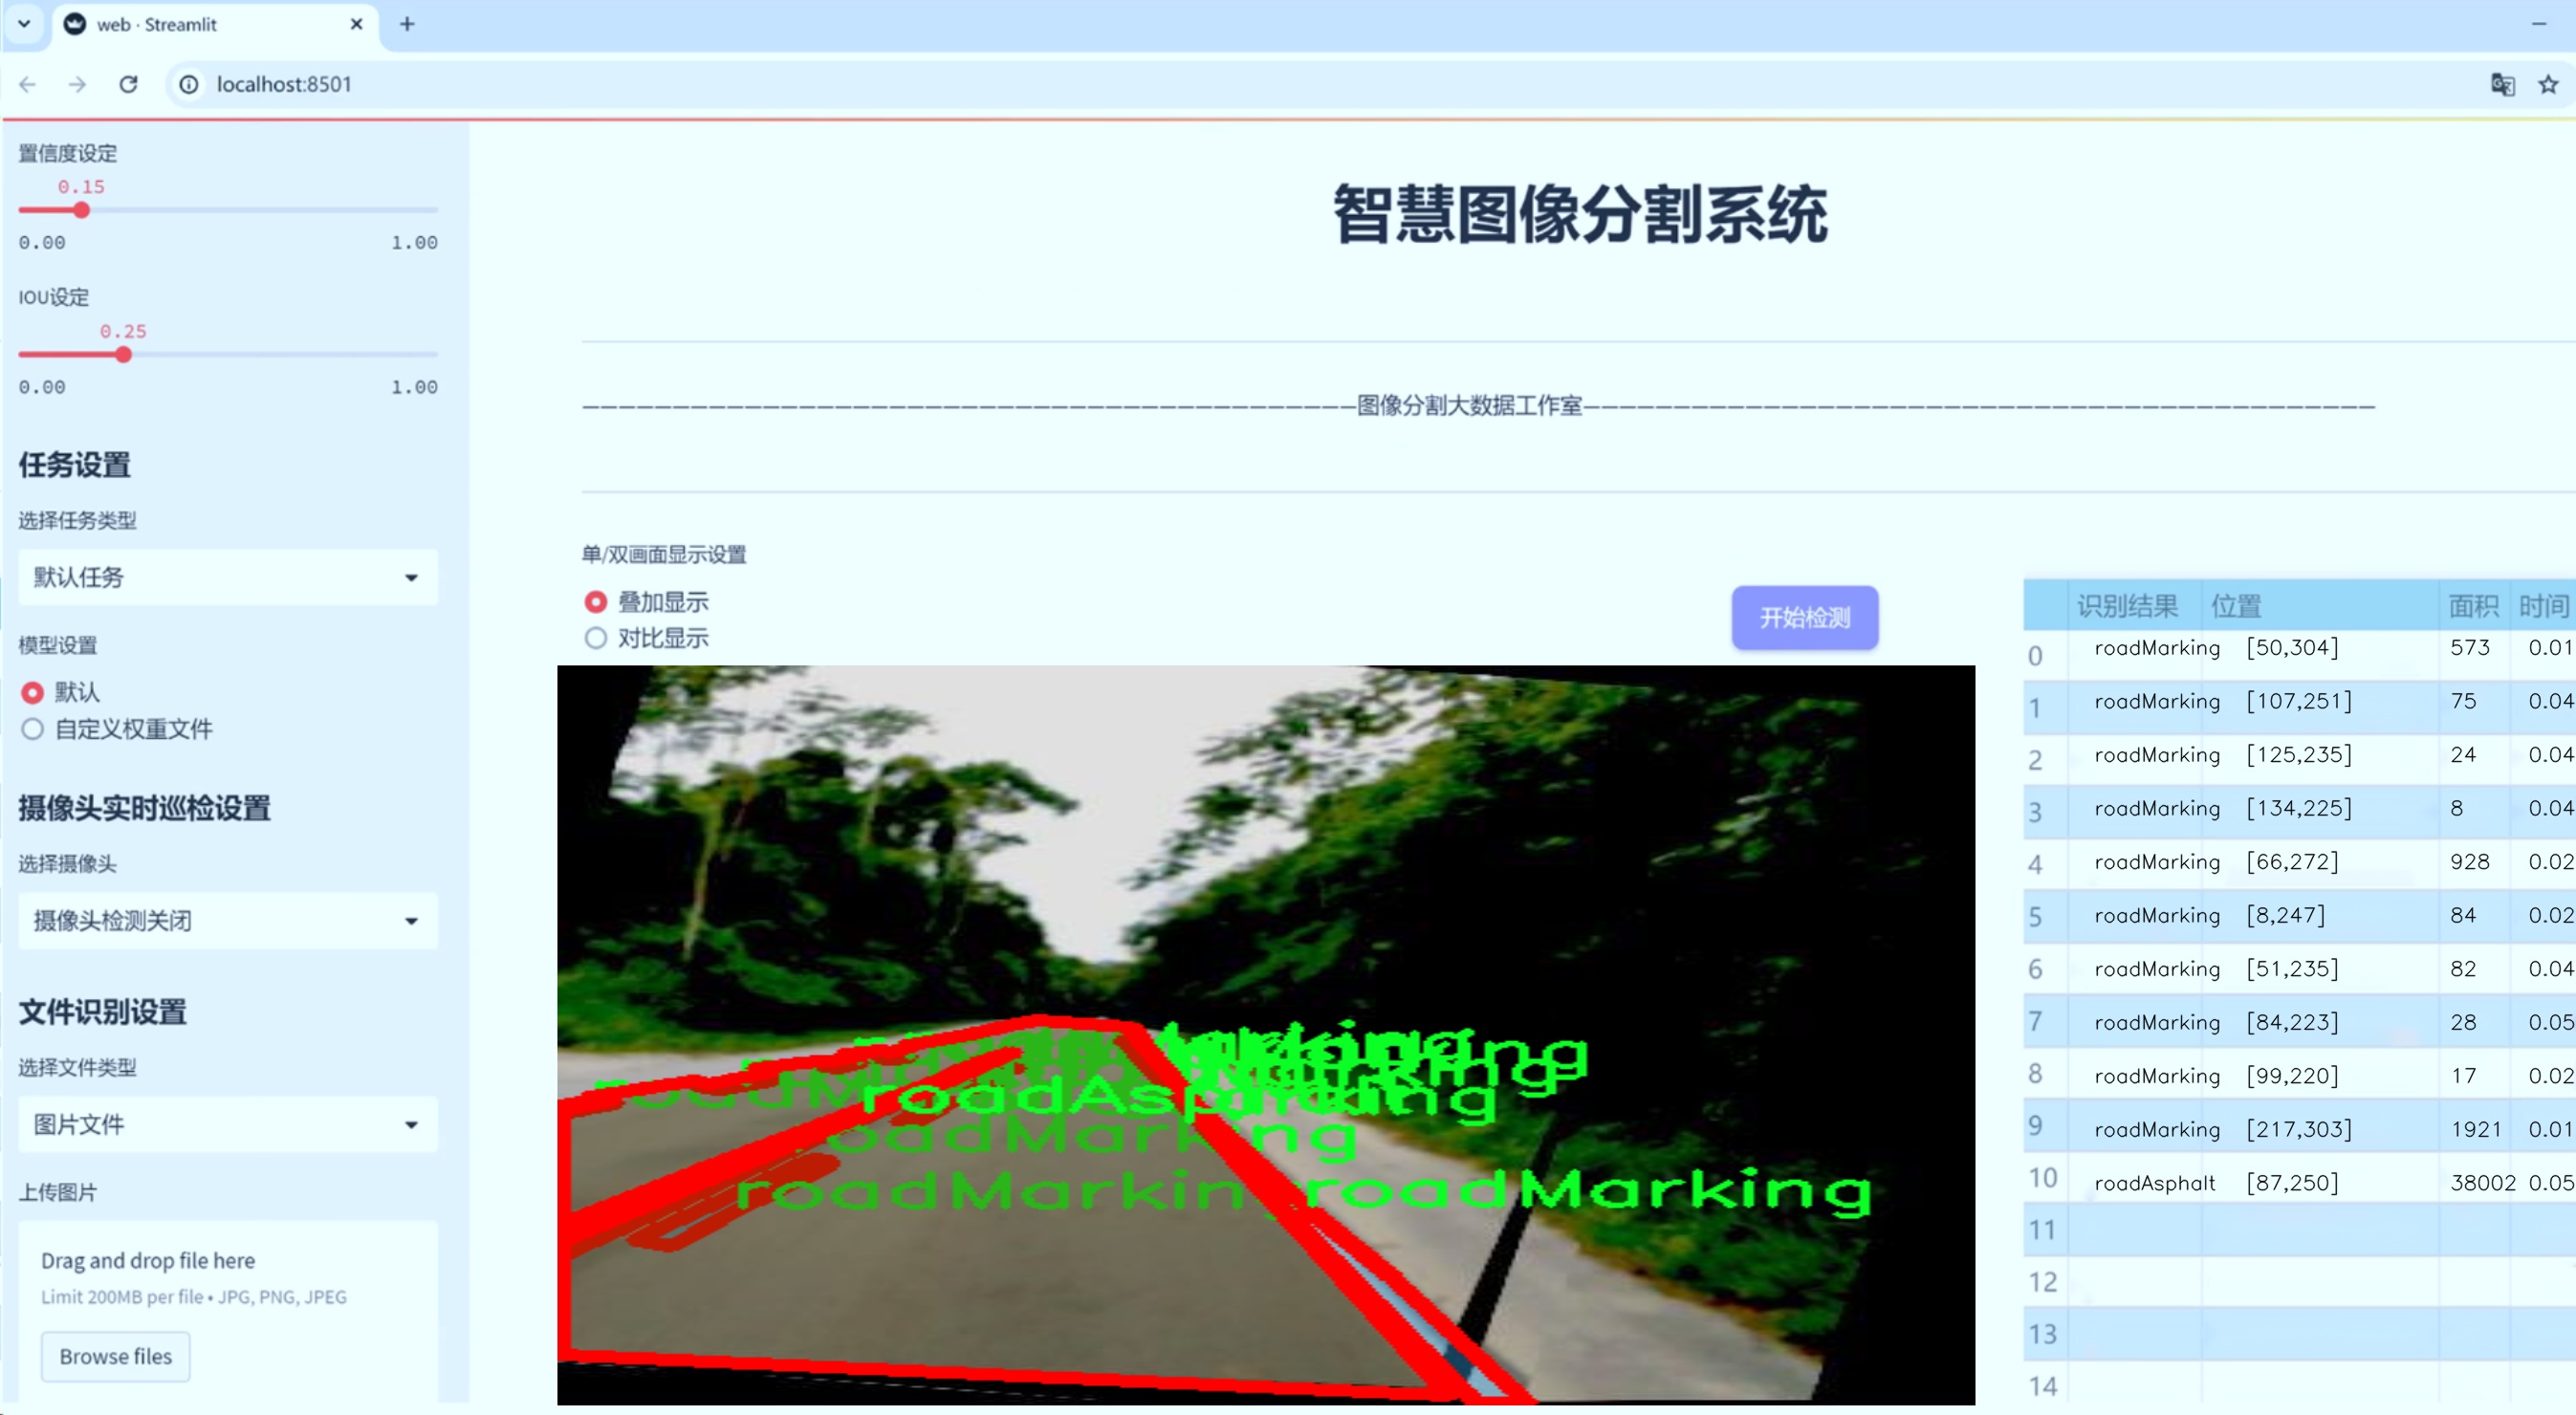 web · Streamlit
localhost:8501
置信度设定
0.15
0.00 1.00
IOU设定
0.25
0.00 1.00
任务设置
选择任务类型
默认任务
模型设置
默认
自定义权重文件
摄像头实时巡检设置
选择摄像头
摄像头检测关闭
文件识别设置
选择文件类型
图片文件
上传图片
Drag and drop file here
Limit 200MB per file • JPG, PNG, JPEG
Browse files
智慧图像分割系统
图像分割大数据工作室
单/双画面显示设置
叠加显示
对比显示
开始检测
roadMarking
roadMarking
识别结果 位置 面积 时间
0 roadMarking [50,304] 573 0.01
1 roadMarking [107,251] 75 0.04
2 roadMarking [125,235] 24 0.04
3 roadMarking [134,225] 8 0.04
4 roadMarking [66,272] 928 0.02
5 roadMarking [8,247] 84 0.02
6 roadMarking [51,235] 82 0.04
7 roadMarking [84,223] 28 0.05
8 roadMarking [99,220] 17 0.02
9 roadMarking [217,303] 1921 0.01
10 roadAsphalt [87,250] 38002 0.05
11
12
13
14